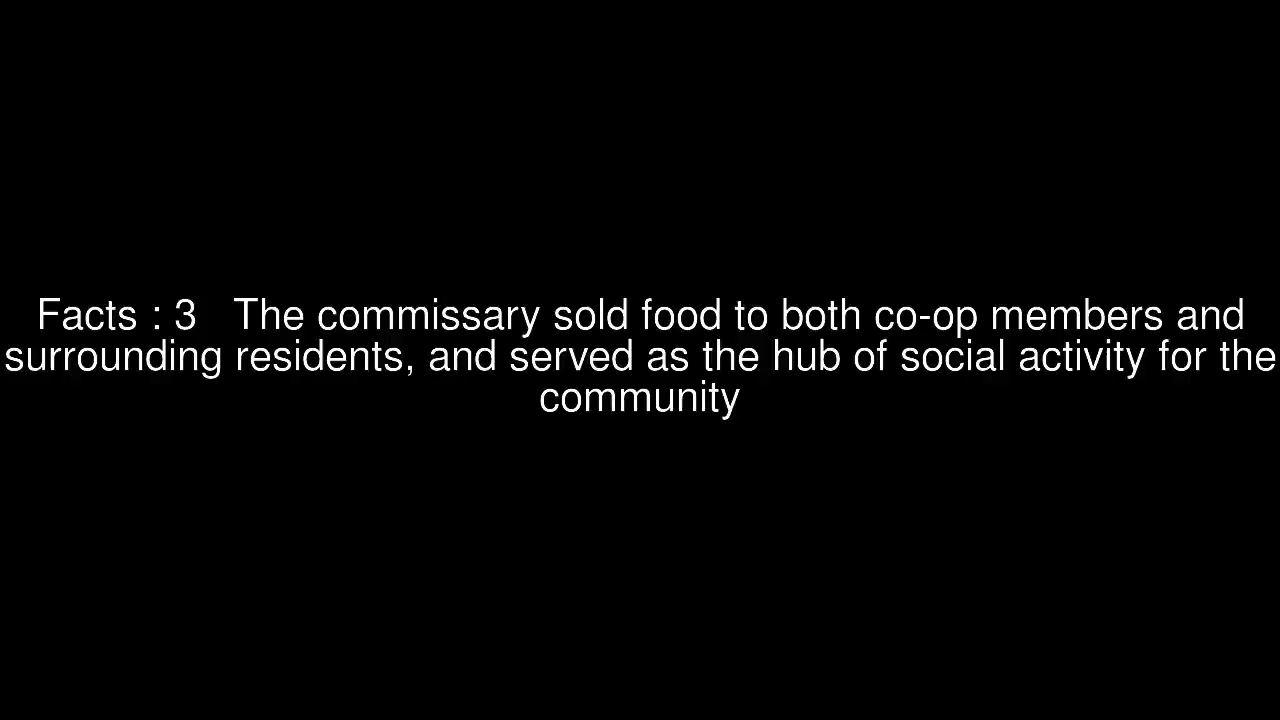 Facts : 3   The commissary sold food to both co-op members and
surrounding residents, and served as the hub of social activity for the
community